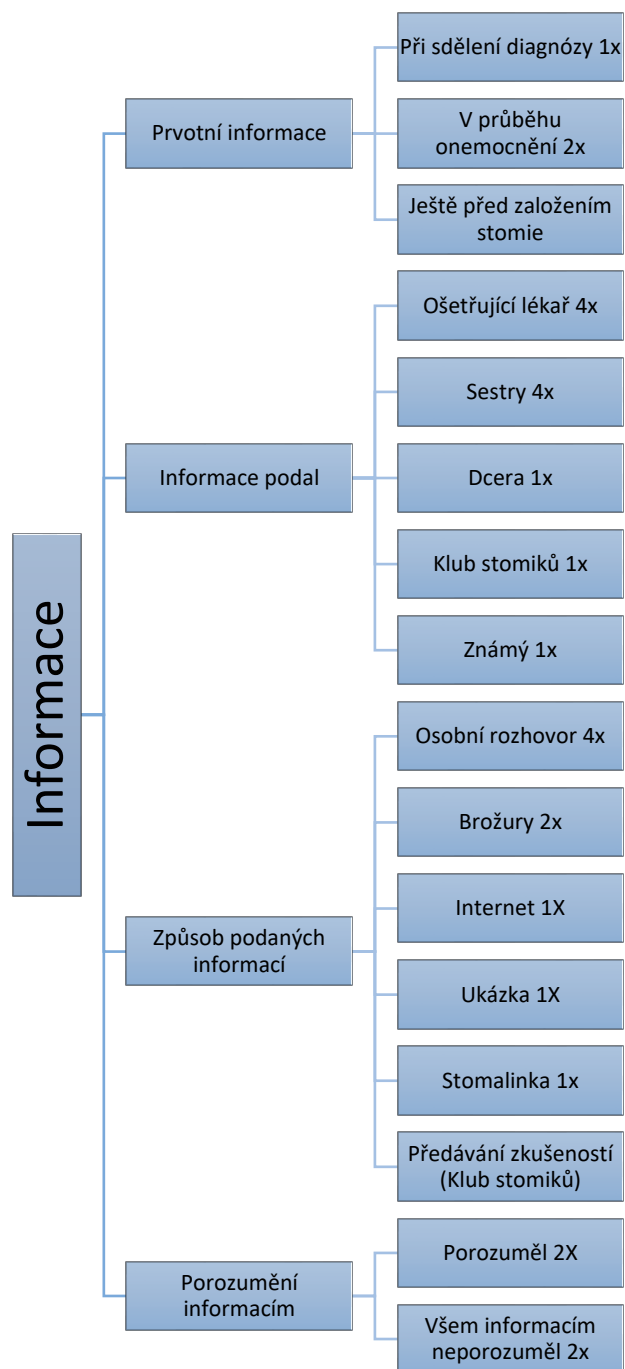 Informace
Prvotní informace
Při sdělení diagnózy 1x
V průběhu
onemocnění 2x
Ještě před založením
stomie
Informace podal
Ošetřující lékař 4x
Sestry 4x
Dcera 1x
Klub stomiků 1x
Známý 1x
Způsob podaných
informací
Osobní rozhovor 4x
Brožury 2x
Internet 1X
Ukázka 1X
Stomalinka 1x
Předávání zkušeností
(Klub stomiků)
Porozumění
informacím
Porozuměl 2X
Všem informacím
neporozuměl 2x